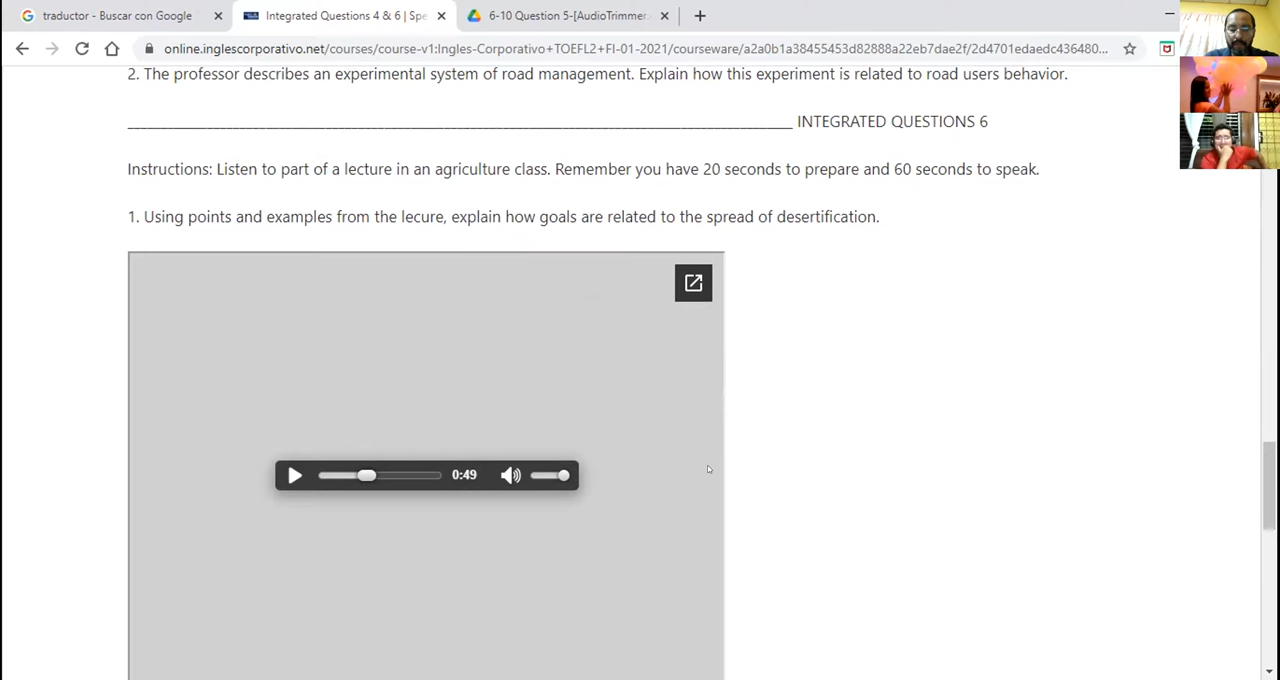 traductor - Buscar con Google
Integrated Questions 4 & 6 | Spe
6-10 Question 5-[AudioTrimmer.
online.inglescorporativo.net/courses/course-v1:Ingles-Corporativo+TOEFL2+FI-01-2021/courseware/a2a0b1a38455453d82888a22eb7dae2f/2d4701edaedc436480...
2. The professor describes an experimental system of road management. Explain how this experiment is related to road users behavior.
INTEGRATED QUESTIONS 6
Instructions: Listen to part of a lecture in an agriculture class. Remember you have 20 seconds to prepare and 60 seconds to speak.
1. Using points and examples from the lecure, explain how goals are related to the spread of desertification.
0:49